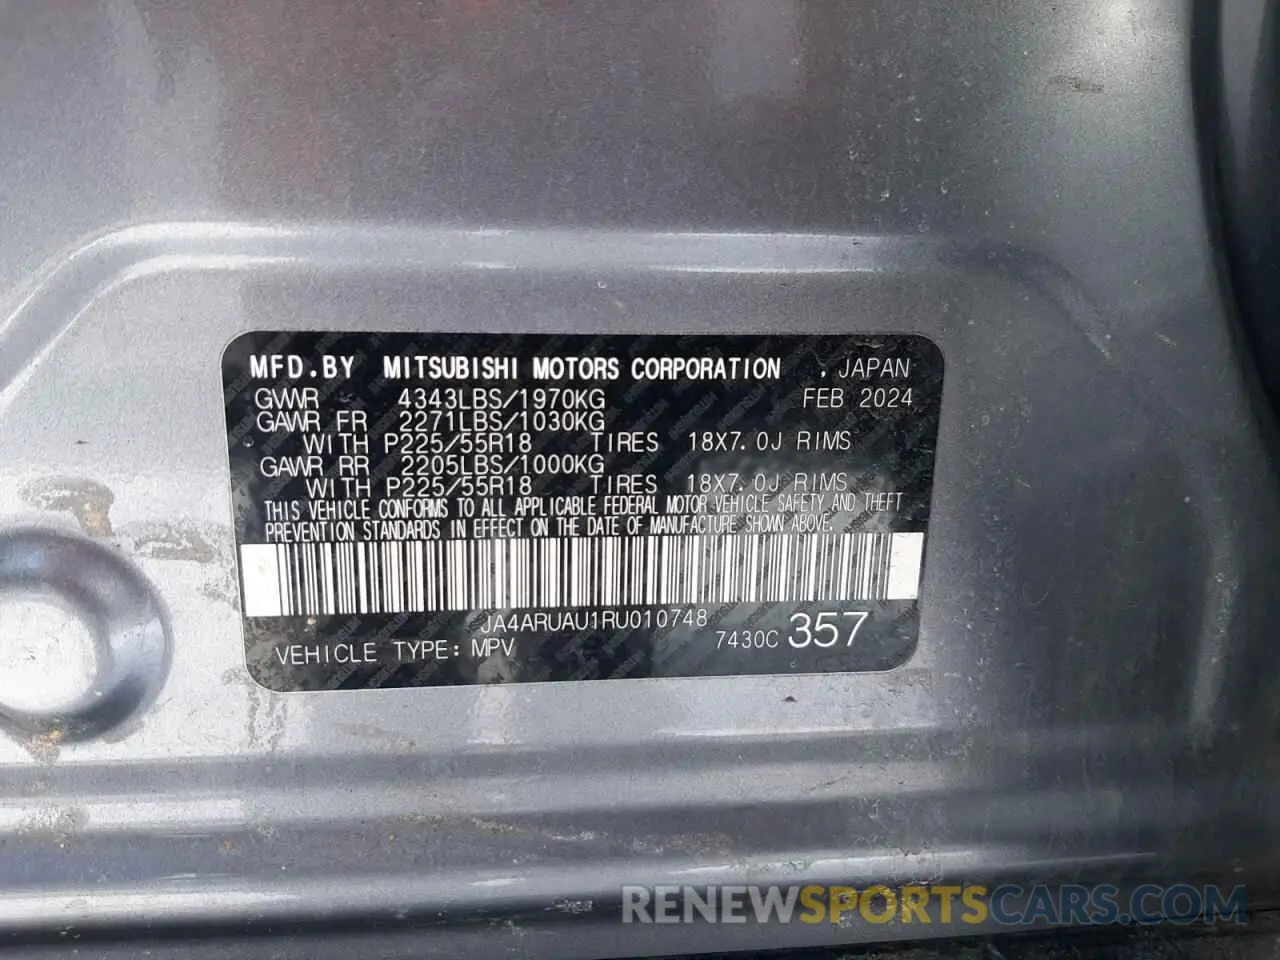 MFD.BY MITSUBISHI MOTORS CORPORATION , JAPAN
GVWR 4343LBS/1970KG FEB 2024
GAWR FR 2271LBS/1030KG
WITH P225/55R18 TIRES 18X7.0J RIMS
GAWR RR 2205LBS/1000KG
WITH P225/55R18 TIRES 18X7.0J RIMS
THIS VEHICLE CONFORMS TO ALL APPLICABLE FEDERAL MOTOR VEHICLE SAFETY AND THEFT
PREVENTION STANDARDS IN EFFECT ON THE DATE OF MANUFACTURE SHOWN ABOVE.
JA4ARUAU1RU010748
VEHICLE TYPE: MPV 7430C 357
RENEWSPORTSCARS.COM